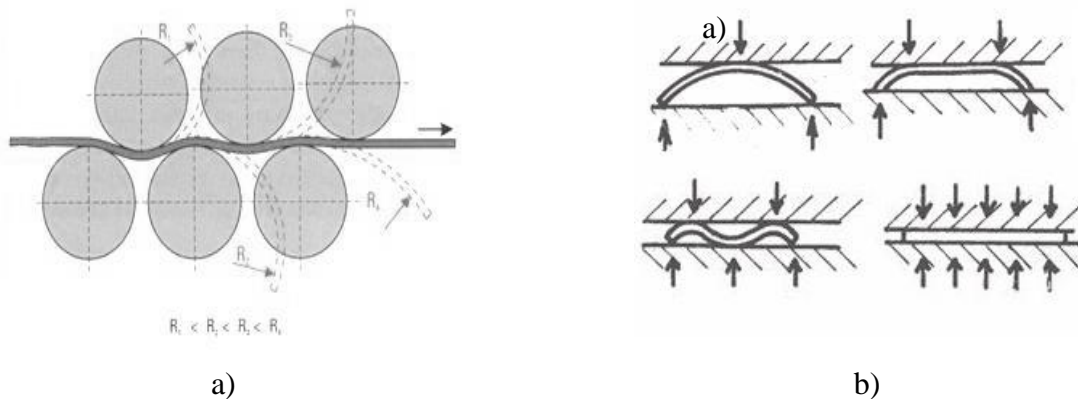 R₁
R₂
a)
R₄
R₃
R₁ < R₂ < R₃ < R₄
a)
b)